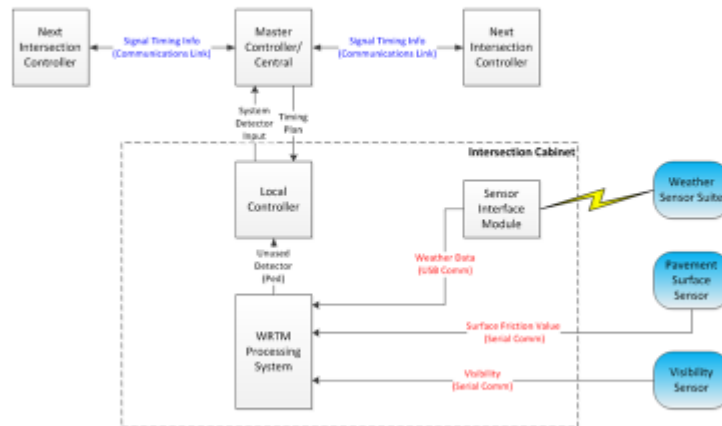 Next
Intersection
Controller
Signal Timing Info
(Communications Link)
Master
Controller/
Central
Signal Timing Info
(Communications Link)
Next
Intersection
Controller
System
Detector
Input
Timing
Plan
Intersection Cabinet
Local
Controller
Sensor
Interface
Module
Weather
Sensor Suite
Unused
Detector
(Ped)
Weather Data
(USB Comm)
Pavement
Surface
Sensor
WRTM
Processing
System
Surface Friction Value
(Serial Comm)
Visibility
(Serial Comm)
Visibility
Sensor